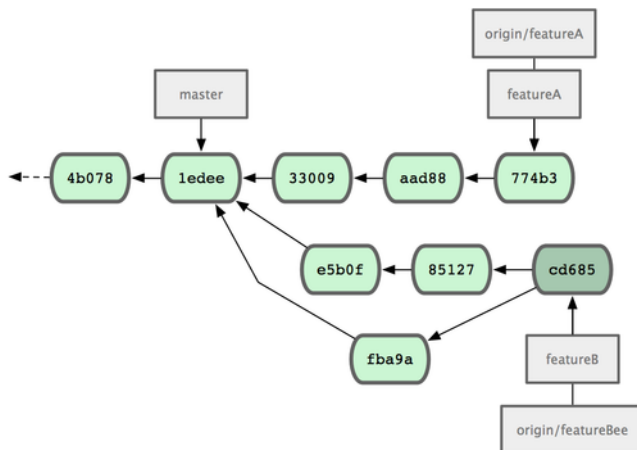 origin/featureA
master
featureA
4b078
1edee
33009
aad88
774b3
e5b0f
85127
cd685
fba9a
featureB
origin/featureBee